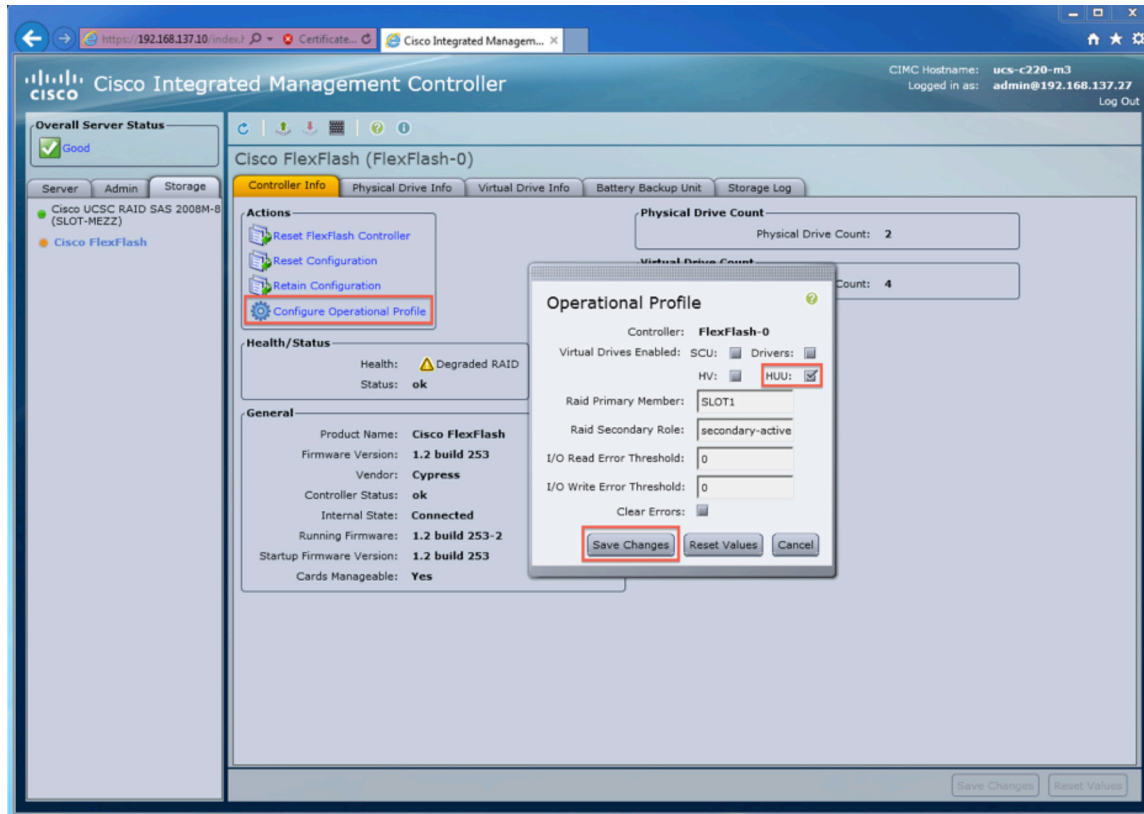 https://192.168.137.10/index.h
Certificate...
Cisco Integrated Managem...
CISCO
Cisco Integrated Management Controller
CIMC Hostname: ucs-c220-m3
Logged in as: admin@192.168.137.27
Log Out
Overall Server Status
Good
Server Admin Storage
Cisco UCSC RAID SAS 2008M-8
(SLOT-MEZZ)
Cisco FlexFlash
Cisco FlexFlash (FlexFlash-0)
Controller Info Physical Drive Info Virtual Drive Info Battery Backup Unit Storage Log
Actions
Reset FlexFlash Controller
Reset Configuration
Retain Configuration
Configure Operational Profile
Physical Drive Count
Physical Drive Count: 2
Virtual Drive Count
Count: 4
Health/Status
Health: Degraded RAID
Status: ok
General
Product Name: Cisco FlexFlash
Firmware Version: 1.2 build 253
Vendor: Cypress
Controller Status: ok
Internal State: Connected
Running Firmware: 1.2 build 253-2
Startup Firmware Version: 1.2 build 253
Cards Manageable: Yes
Operational Profile
Controller: FlexFlash-0
Virtual Drives Enabled: SCU: Drivers:
HV: HUU:
Raid Primary Member: SLOT1
Raid Secondary Role: secondary-active
I/O Read Error Threshold: 0
I/O Write Error Threshold: 0
Clear Errors:
Save Changes Reset Values Cancel
Save Changes Reset Values